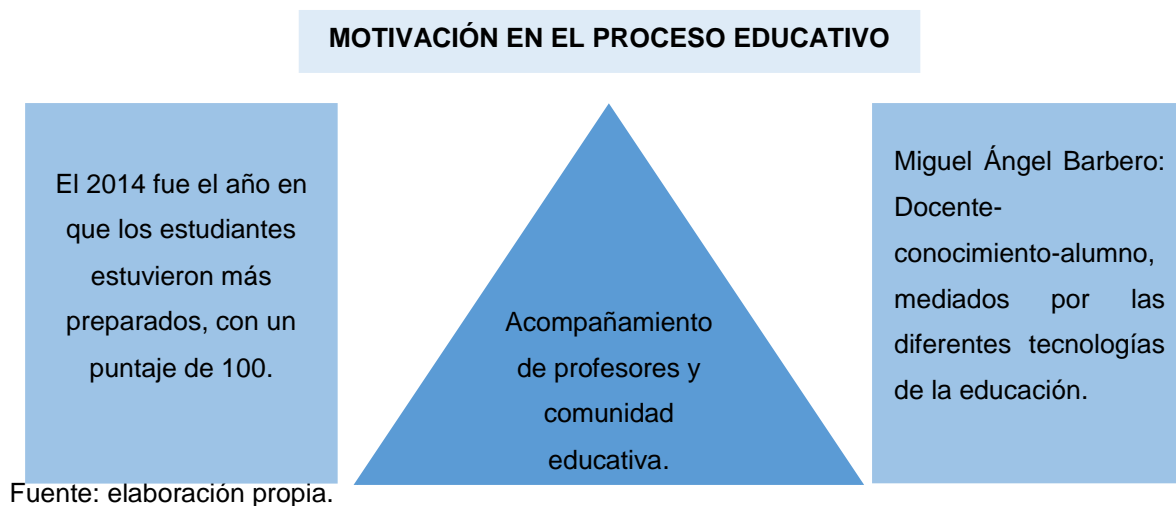 MOTIVACIÓN EN EL PROCESO EDUCATIVO
El 2014 fue el año en
que los estudiantes
estuvieron más
preparados, con un
puntaje de 100.
Acompañamiento
de profesores y
comunidad
educativa.
Miguel Ángel Barbero:
Docente-
conocimiento-alumno,
mediados por las
diferentes tecnologías
de la educación.
Fuente: elaboración propia.